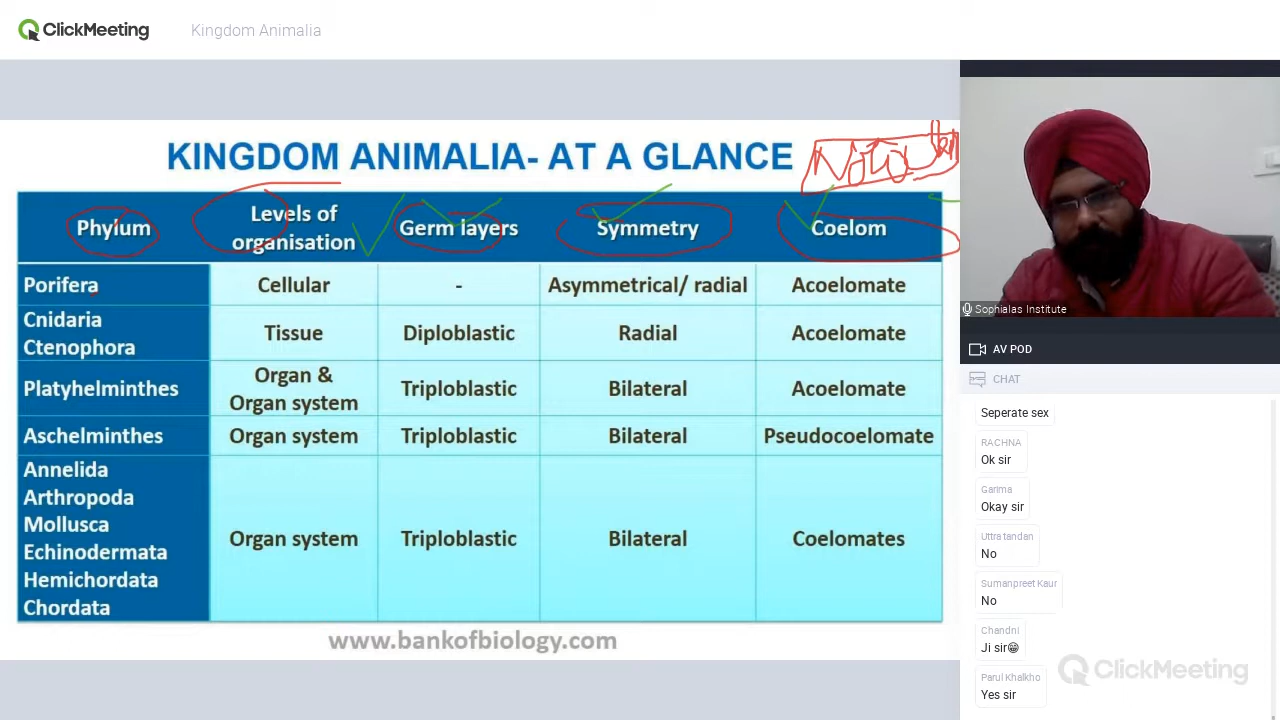 ClickMeeting
Kingdom Animalia
KINGDOM ANIMALIA- AT A GLANCE
Phylum
Levels of
organisation
Germ layers
Symmetry
Coelom
Porifera
Cellular
-
Asymmetrical/ radial
Acoelomate
Cnidaria
Ctenophora
Tissue
Diploblastic
Radial
Acoelomate
Platyhelminthes
Organ &
Organ system
Triploblastic
Bilateral
Acoelomate
Aschelminthes
Organ system
Triploblastic
Bilateral
Pseudocoelomate
Annelida
Arthropoda
Mollusca
Echinodermata
Hemichordata
Chordata
Organ system
Triploblastic
Bilateral
Coelomates
www.bankofbiology.com
Sophialas Institute
AV POD
CHAT
Seperate sex
RACHNA
Ok sir
Garima
Okay sir
Uttra tandan
No
Sumanpreet Kaur
No
Chandni
Ji sir😁
Parul Khalkho
Yes sir
ClickMeeting